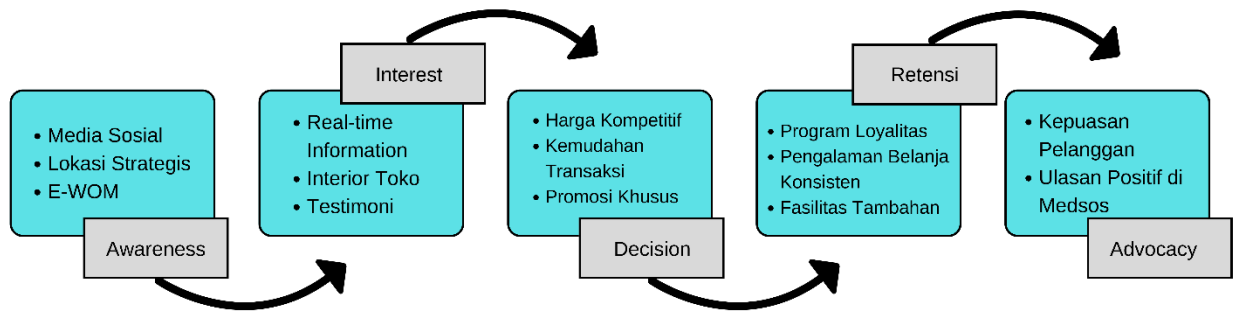 Media Sosial
Lokasi Strategis
E-WOM
Awareness
Interest
Real-time
Information
Interior Toko
Testimoni
Harga Kompetitif
Kemudahan
Transaksi
Promosi Khusus
Decision
Retensi
Program Loyalitas
Pengalaman Belanja
Konsisten
Fasilitas Tambahan
Kepuasan
Pelanggan
Ulasan Positif di
Medsos
Advocacy